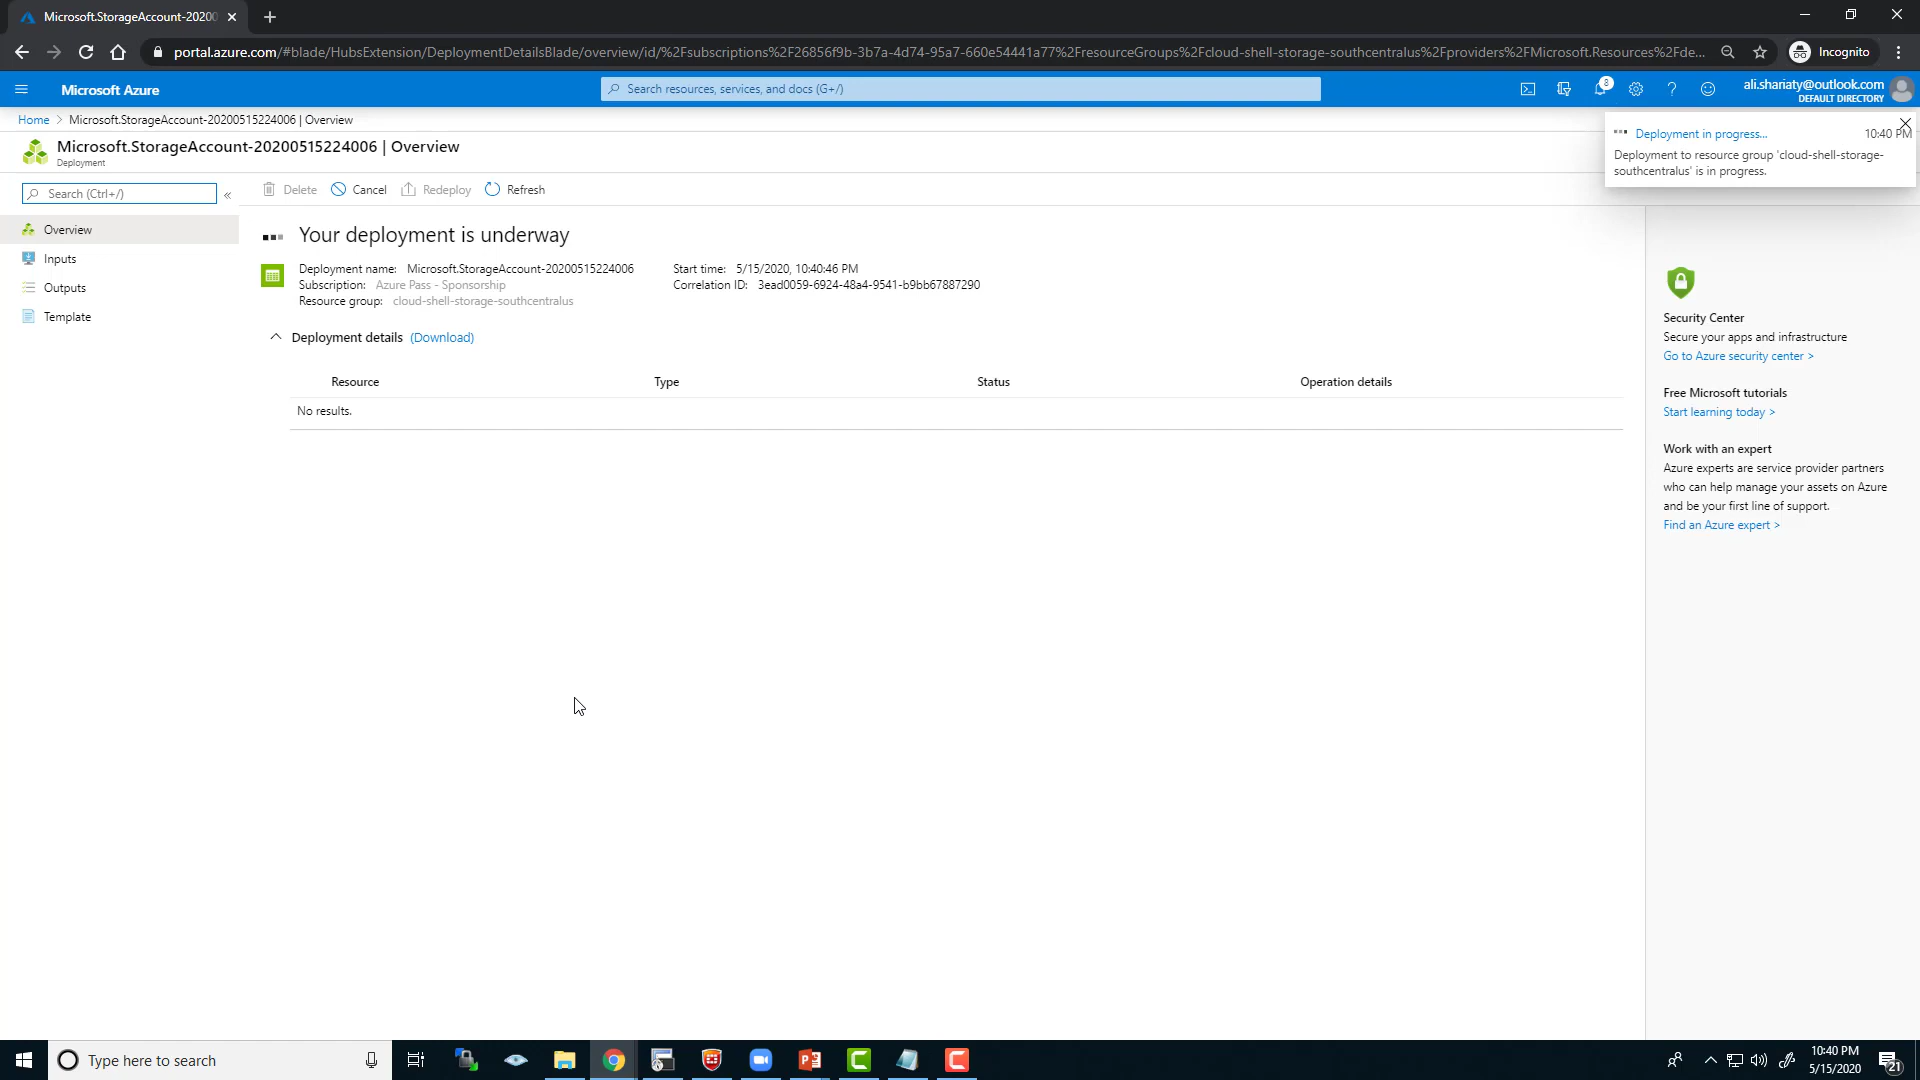 Microsoft.StorageAccount-20200
portal.azure.com/#blade/HubsExtension/DeploymentDetailsBlade/overview/id/%2Fsubscriptions%2F26856f9b-3b7a-4d74-95a7-660e54441a77%2FresourceGroups%2Fcloud-shell-storage-southcentralus%2Fproviders%2FMicrosoft.Resources%2Fde...
Incognito
Microsoft Azure
Search resources, services, and docs (G+/)
8
ali.shariaty@outlook.com
DEFAULT DIRECTORY
Home > Microsoft.StorageAccount-20200515224006 | Overview
Deployment in progress...
10:40 PM
Deployment to resource group 'cloud-shell-storage-
southcentralus' is in progress.
Microsoft.StorageAccount-20200515224006 | Overview
Deployment
Search (Ctrl+/)
«
Delete
Cancel
Redeploy
Refresh
Overview
Inputs
Outputs
Template
Your deployment is underway
Deployment name: Microsoft.StorageAccount-20200515224006
Subscription: Azure Pass - Sponsorship
Resource group: cloud-shell-storage-southcentralus
Start time: 5/15/2020, 10:40:46 PM
Correlation ID: 3ead0059-6924-48a4-9541-b9bb67887290
Deployment details (Download)
Resource Type Status Operation details
No results.
Security Center
Secure your apps and infrastructure
Go to Azure security center >
Free Microsoft tutorials
Start learning today >
Work with an expert
Azure experts are service provider partners
who can help manage your assets on Azure
and be your first line of support.
Find an Azure expert >
Type here to search
10:40 PM
5/15/2020
21